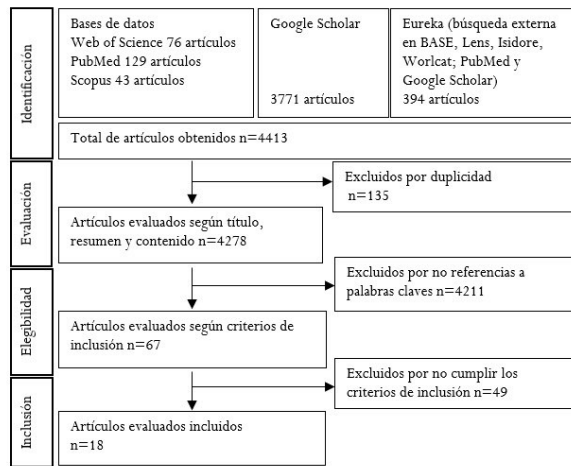 Identificación
Bases de datos
Web of Science 76 artículos
PubMed 129 artículos
Scopus 43 artículos
Google Scholar
3771 artículos
Eureka (búsqueda externa
en BASE, Lens, Isidore,
Worlcat; PubMed y
Google Scholar)
394 artículos
Total de artículos obtenidos n=4413
Evaluación
Excluidos por duplicidad
n=135
Artículos evaluados según título,
resumen y contenido n=4278
Elegibilidad
Excluidos por no referencias a
palabras claves n=4211
Artículos evaluados según criterios de
inclusión n=67
Inclusión
Excluidos por no cumplir los
criterios de inclusión n=49
Artículos evaluados incluidos
n=18